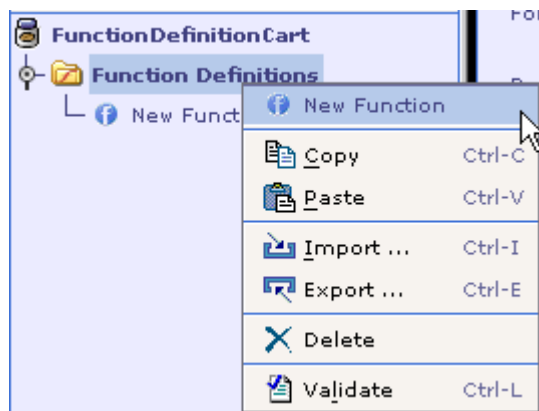 FunctionDefinitionCart
Function Definitions
New Funct
New Function
Copy Ctrl-C
Paste Ctrl-V
Import ... Ctrl-I
Export ... Ctrl-E
Delete
Validate Ctrl-L